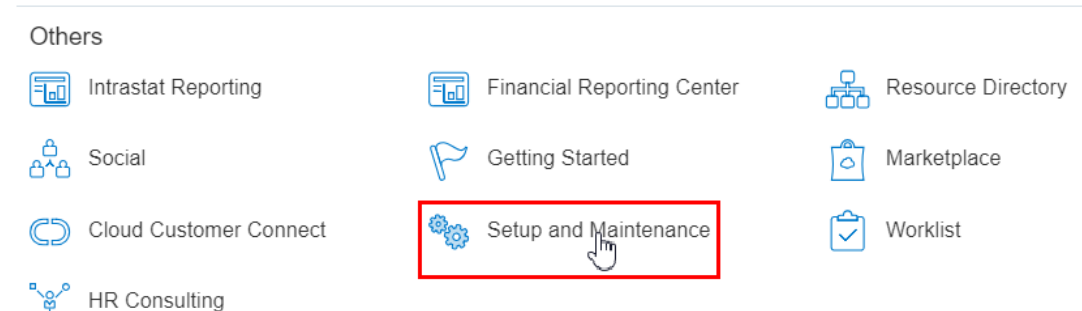 Others
Intrastat Reporting
Financial Reporting Center
Resource Directory
Social
Getting Started
Marketplace
Cloud Customer Connect
Setup and Maintenance
Worklist
HR Consulting